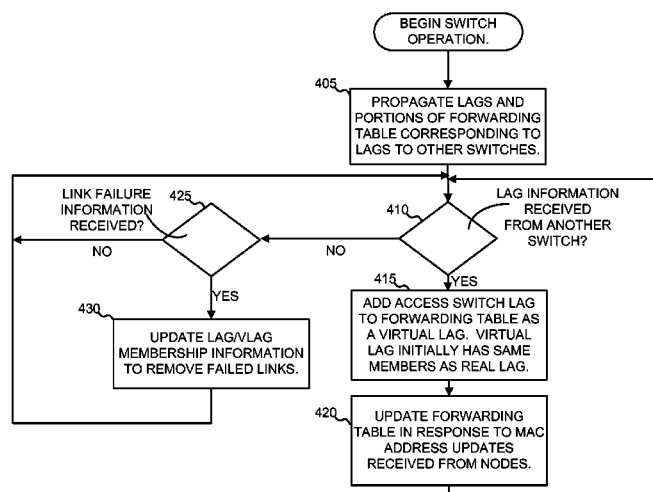 BEGIN SWITCH
OPERATION.
405
PROPAGATE LAGS AND
PORTIONS OF FORWARDING
TABLE CORRESPONDING TO
LAGS TO OTHER SWITCHES.
LINK FAILURE
INFORMATION
RECEIVED?
425
410
LAG INFORMATION
RECEIVED
FROM ANOTHER
SWITCH?
NO
NO
YES
YES
430
UPDATE LAG/VLAG
MEMBERSHIP INFORMATION
TO REMOVE FAILED LINKS.
415
ADD ACCESS SWITCH LAG
TO FORWARDING TABLE AS
A VIRTUAL LAG. VIRTUAL
LAG INITIALLY HAS SAME
MEMBERS AS REAL LAG.
420
UPDATE FORWARDING
TABLE IN RESPONSE TO MAC
ADDRESS UPDATES
RECEIVED FROM NODES.